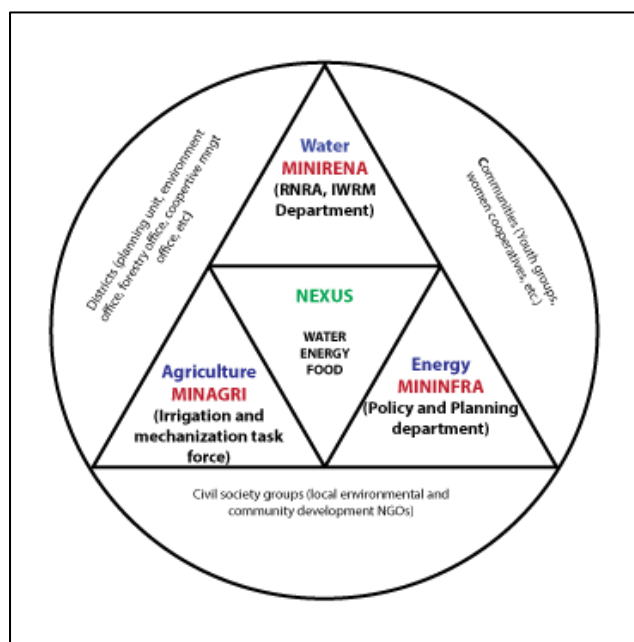 Water
MINIRENA
(RNRA, IWRM
Department)
Districts (planning unit, environment
office, forestry office, coopertive mngt
office, etc)
Communities (Youth groups,
women cooperatives, etc.)
NEXUS
WATER
ENERGY
FOOD
Agriculture
MINAGRI
(Irrigation and
mechanization task
force)
Energy
MININFRA
(Policy and Planning
department)
Civil society groups (local environmental and
community development NGOs)